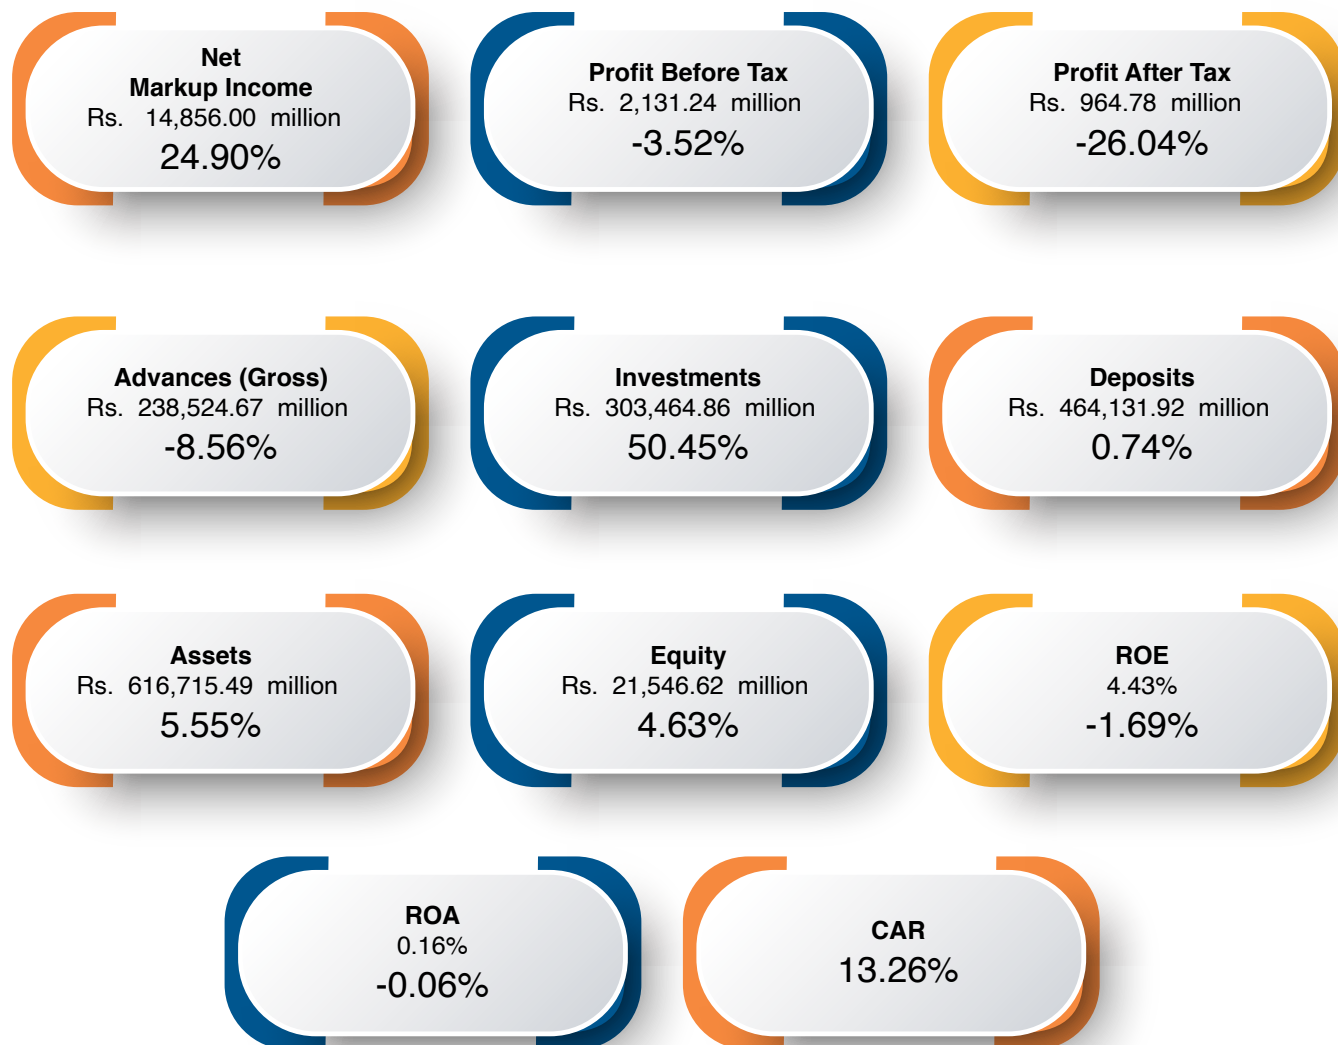 Net
Markup Income
Rs. 14,856.00 million
24.90%
Profit Before Tax
Rs. 2,131.24 million
-3.52%
Profit After Tax
Rs. 964.78 million
-26.04%
Advances (Gross)
Rs. 238,524.67 million
-8.56%
Investments
Rs. 303,464.86 million
50.45%
Deposits
Rs. 464,131.92 million
0.74%
Assets
Rs. 616,715.49 million
5.55%
Equity
Rs. 21,546.62 million
4.63%
ROE
4.43%
-1.69%
ROA
0.16%
-0.06%
CAR
13.26%